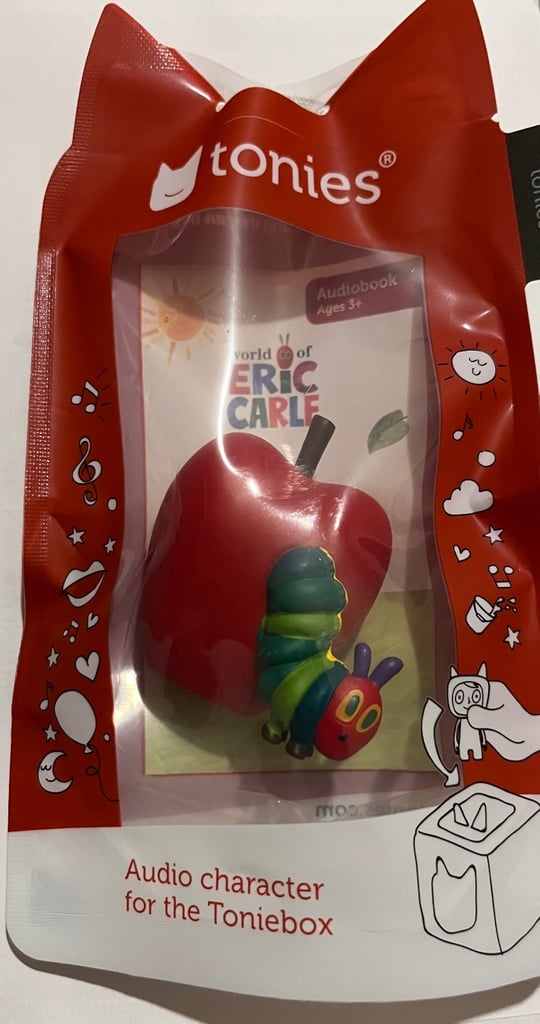 tonies®
Audiobook
Ages 3+
world of
ERIC
CARLE
Audio character
for the Toniebox